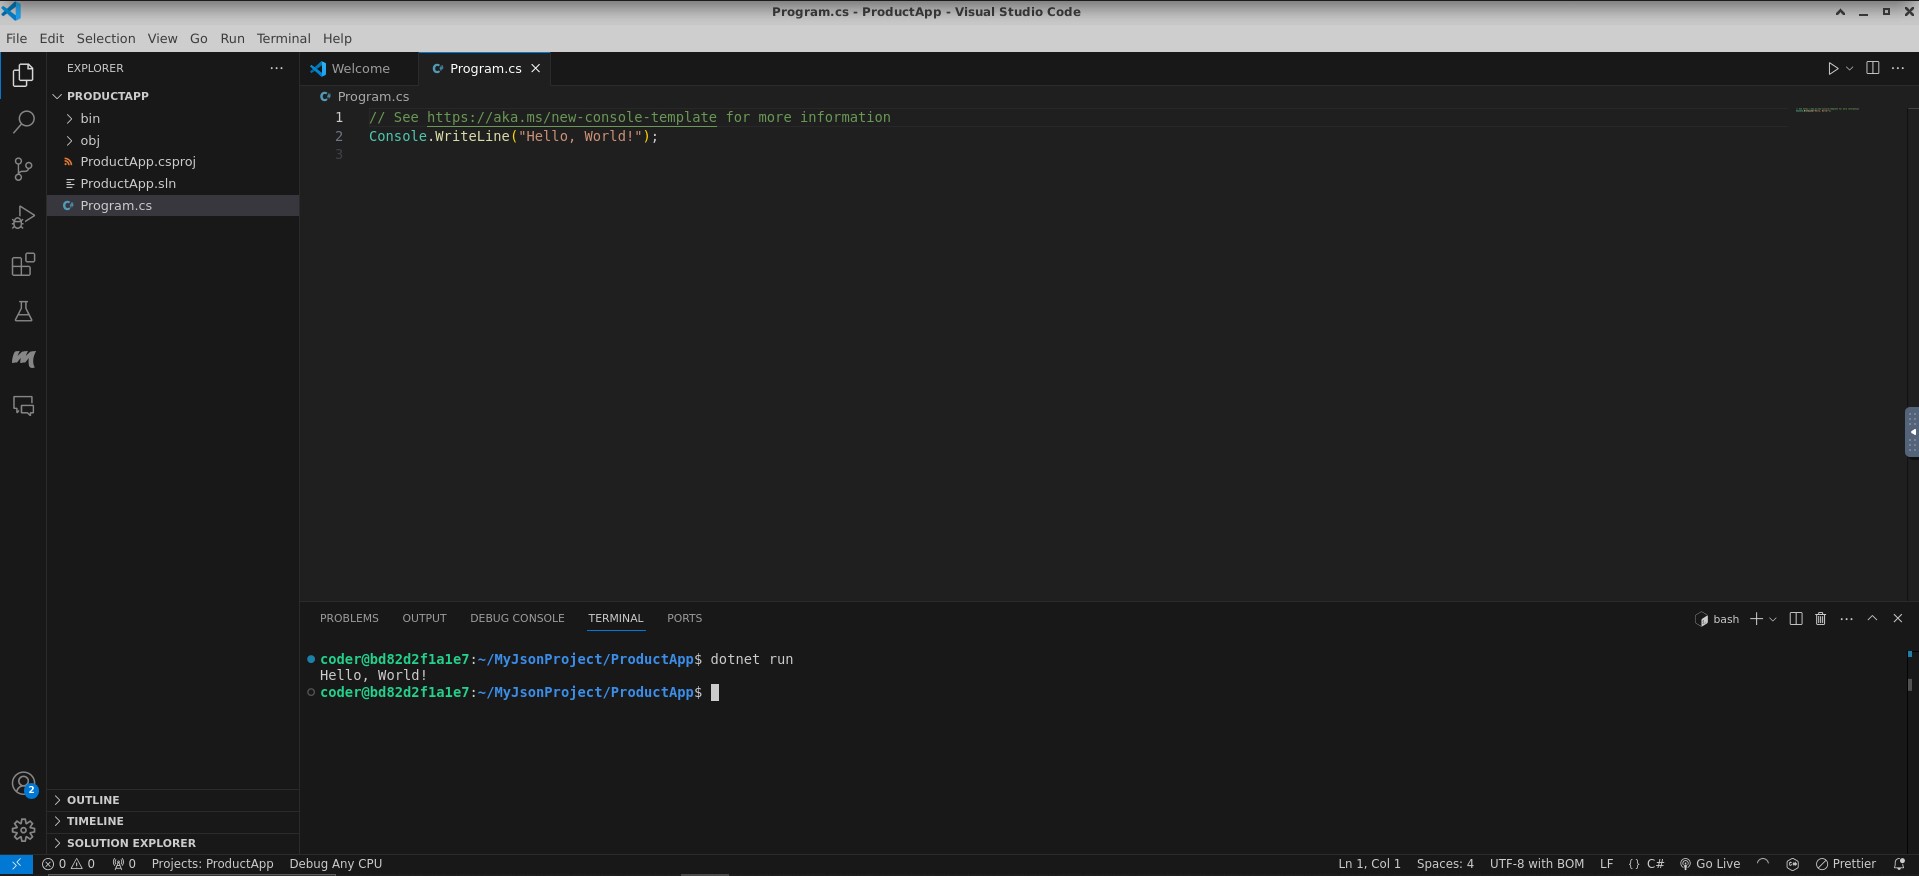 Program.cs - ProductApp - Visual Studio Code
File Edit Selection View Go Run Terminal Help
EXPLORER
Welcome
Program.cs
PRODUCTAPP
bin
obj
ProductApp.csproj
ProductApp.sln
Program.cs
Program.cs
1 // See https://aka.ms/new-console-template for more information
2 Console.WriteLine("Hello, World!");
3
PROBLEMS OUTPUT DEBUG CONSOLE TERMINAL PORTS
bash
coder@bd82d2f1a1e7:~/MyJsonProject/ProductApp$ dotnet run
Hello, World!
coder@bd82d2f1a1e7:~/MyJsonProject/ProductApp$
2
OUTLINE
TIMELINE
SOLUTION EXPLORER
0 0 0 Projects: ProductApp Debug Any CPU
Ln 1, Col 1 Spaces: 4 UTF-8 with BOM LF {} C# Go Live Prettier